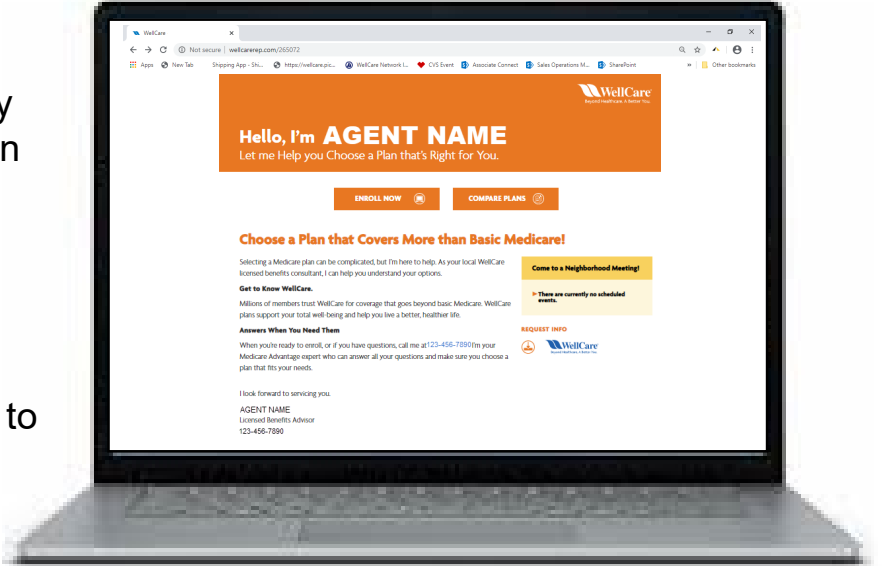 y
n
to
WellCare
Not secure | wellcarerep.com/265072
Apps New Tab Shipping App - Shi... https://wellcare.pic... WellCare Network I... CVS Event Associate Connect Sales Operations M... SharePoint » Other bookmarks
WellCare
Beyond Healthcare. A Better You.
Hello, I'm AGENT NAME
Let me Help you Choose a Plan that's Right for You.
ENROLL NOW COMPARE PLANS
Choose a Plan that Covers More than Basic Medicare!
Selecting a Medicare plan can be complicated, but I'm here to help. As your local WellCare
licensed benefits consultant, I can help you understand your options.
Get to Know WellCare.
Millions of members trust WellCare for coverage that goes beyond basic Medicare. WellCare
plans support your total well-being and help you live a better, healthier life.
Answers When You Need Them
When you're ready to enroll, or if you have questions, call me at123-456-7890I'm your
Medicare Advantage expert who can answer all your questions and make sure you choose a
plan that fits your needs.
I look forward to servicing you.
AGENT NAME
Licensed Benefits Advisor
123-456-7890
Come to a Neighborhood Meeting!
There are currently no scheduled
events.
REQUEST INFO
WellCare
Beyond Healthcare. A Better You.